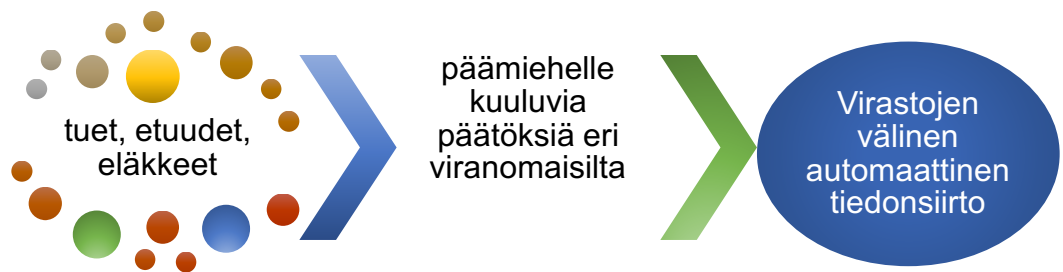 tuet, etuudet,
eläkkeet
päämiehelle
kuuluvia
päätöksiä eri
viranomaisilta
Virastojen
välinen
automaattinen
tiedonsiirto